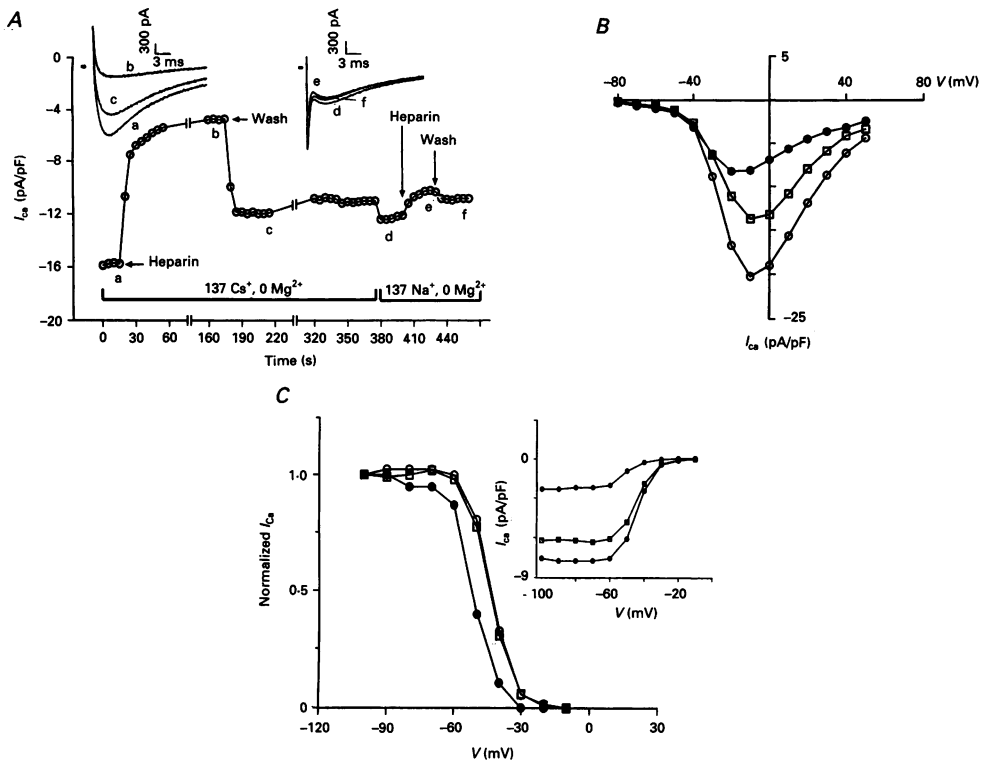 A
300 pA
3 ms
300 pA
3 ms
0
−4
−8
−12
−16
−20
I_ca (pA/pF)
b
c
a
e
f
d
Heparin
Wash
b
Wash
c
d
e
f
a
Heparin
137 Cs⁺, 0 Mg²⁺
137 Na⁺, 0 Mg²⁺
0 30 60 160 190 220 320 350 380 410 440
Time (s)
B
5
−80 −40 40 80 V (mV)
−25
I_ca (pA/pF)
C
1·0
0·5
0
Normalized I_Ca
−120 −90 −60 −30 0 30
V (mV)
0
−9
I_ca (pA/pF)
- 100 −60 −20
V (mV)